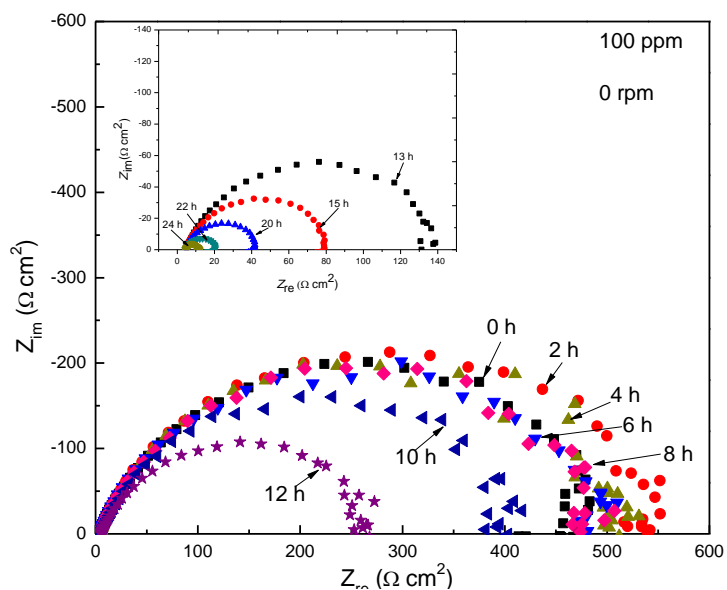 -600
-500
-400
-300
-200
-100
0
Z_im (Ω cm²)
0
100
200
300
400
500
600
Z_re (Ω cm²)
100 ppm
0 rpm
0 h
2 h
4 h
6 h
8 h
10 h
12 h
-140
-120
-100
-80
-60
-40
-20
0
Z_im(Ω cm²)
0
20
40
60
80
100
120
140
Z_re (Ω cm²)
13 h
15 h
20 h
22 h
24 h